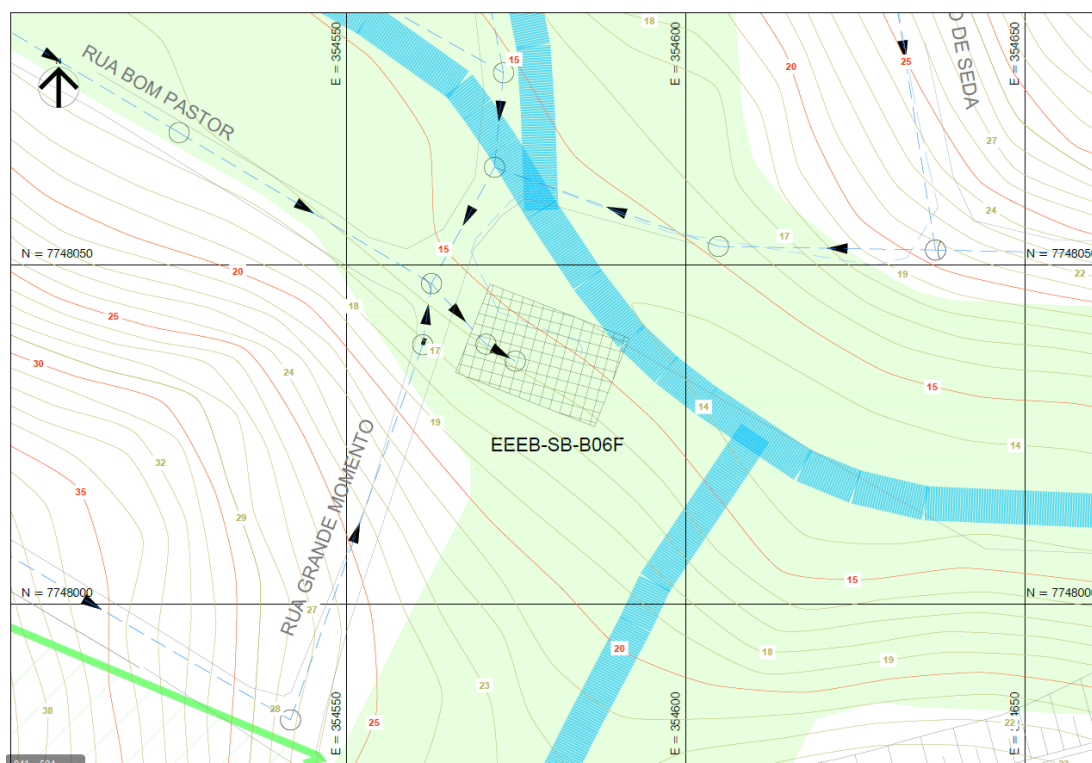 E = 354550
E = 354600
E = 354650
N
RUA BOM PASTOR
O DE SEDA
18
15
20
25
27
24
N = 7748050
N = 7748050
15
17
19
22
20
18
25
17
30
24
19
14
15
14
EEEB-SB-B06F
32
35
29
RUA GRANDE MOMENTO
15
N = 7748000
N = 7748000
27
20
18
19
23
28
38
25
22
E = 354550
E = 354600
E = 354650